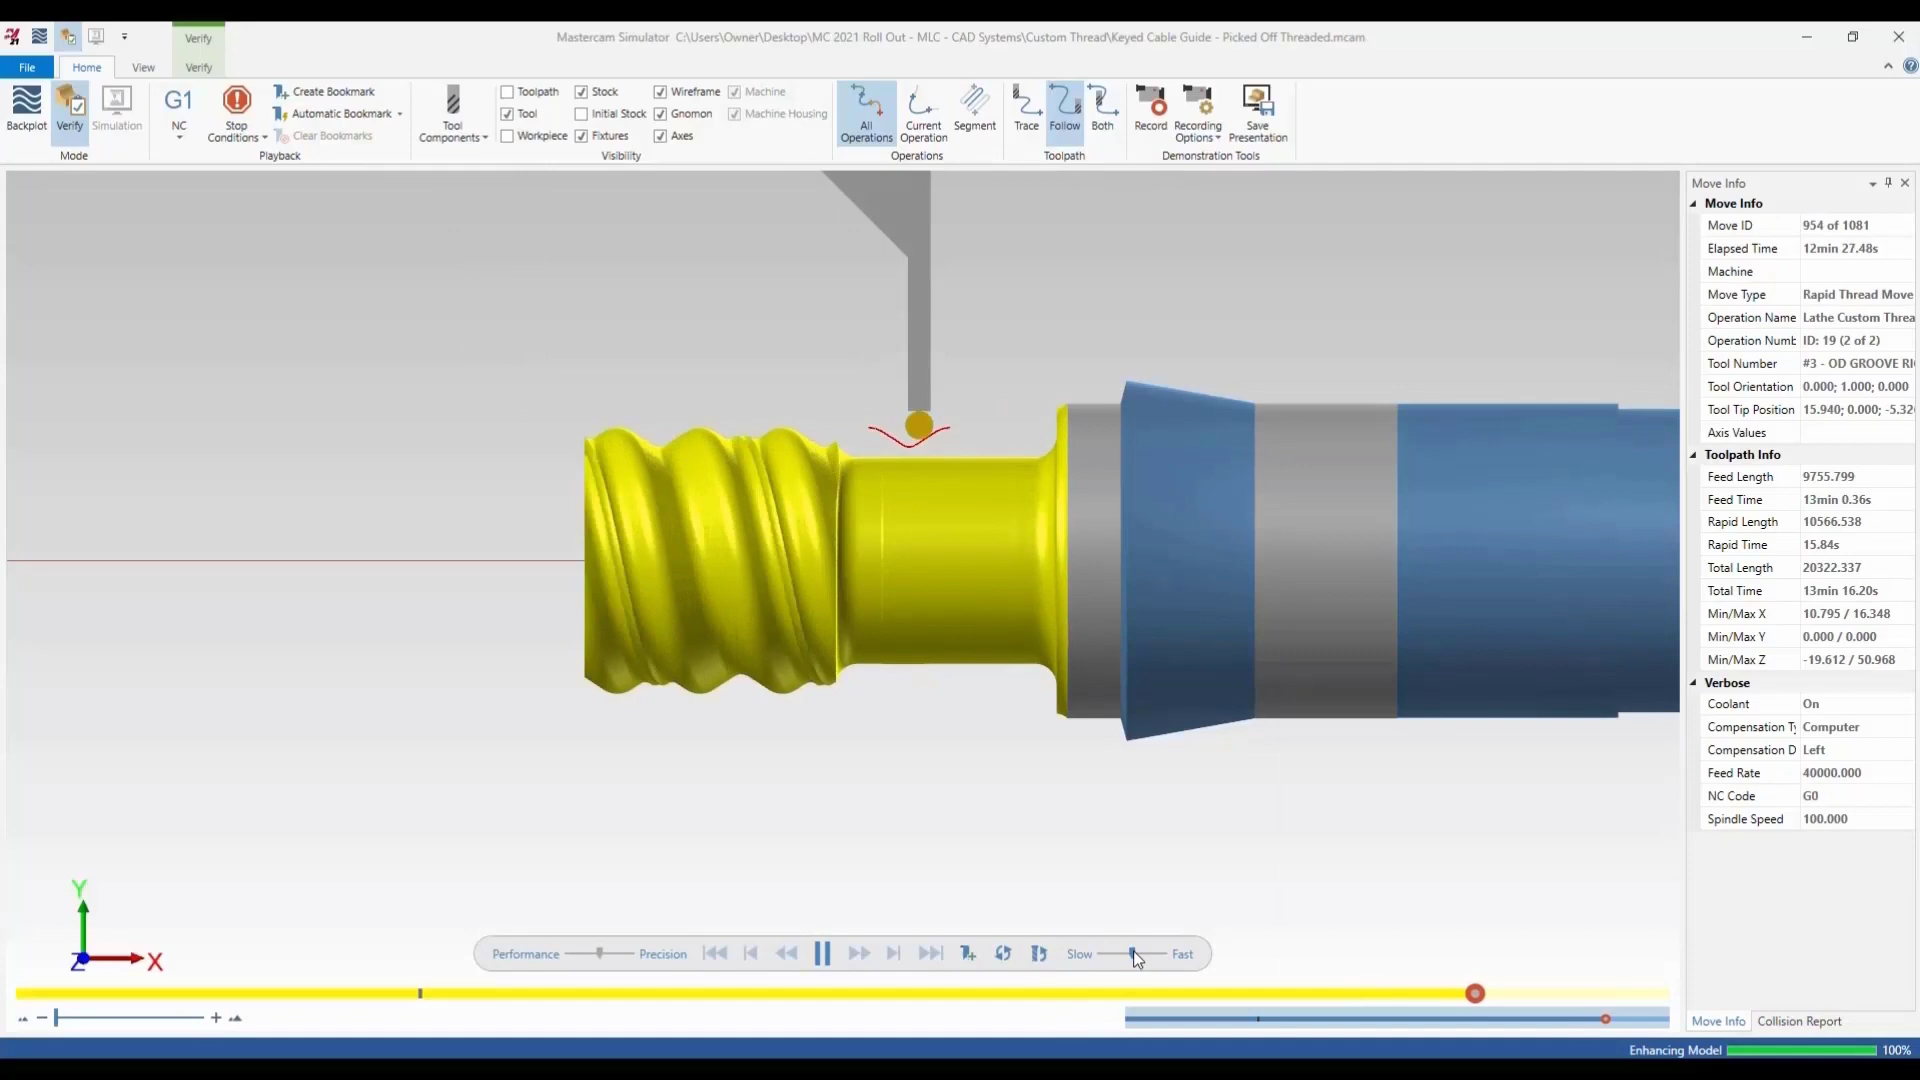 21
Verify
Mastercam Simulator C:\Users\Owner\Desktop\MC 2021 Roll Out - MLC - CAD Systems\Custom Thread\Keyed Cable Guide - Picked Off Threaded.mcam
File Home View Verify
Backplot Verify Simulation
Mode
G1
NC
Stop Conditions
Create Bookmark
Automatic Bookmark
Clear Bookmarks
Playback
Tool Components
Toolpath Stock Wireframe Machine
Tool Initial Stock Gnomon Machine Housing
Workpiece Fixtures Axes
Visibility
All Operations
Current Operation
Segment
Operations
Trace Follow Both
Toolpath
Record
Recording Options
Save Presentation
Demonstration Tools
Move Info
Move Info
Move ID 954 of 1081
Elapsed Time 12min 27.48s
Machine
Move Type Rapid Thread Move
Operation Name Lathe Custom Threa
Operation Numb ID: 19 (2 of 2)
Tool Number #3 - OD GROOVE RI
Tool Orientation 0.000; 1.000; 0.000
Tool Tip Position 15.940; 0.000; -5.32
Axis Values
Toolpath Info
Feed Length 9755.799
Feed Time 13min 0.36s
Rapid Length 10566.538
Rapid Time 15.84s
Total Length 20322.337
Total Time 13min 16.20s
Min/Max X 10.795 / 16.348
Min/Max Y 0.000 / 0.000
Min/Max Z -19.612 / 50.968
Verbose
Coolant On
Compensation Ty Computer
Compensation D Left
Feed Rate 40000.000
NC Code G0
Spindle Speed 100.000
Y
Z X
Performance Precision Slow Fast
Move Info Collision Report
Enhancing Model 100%